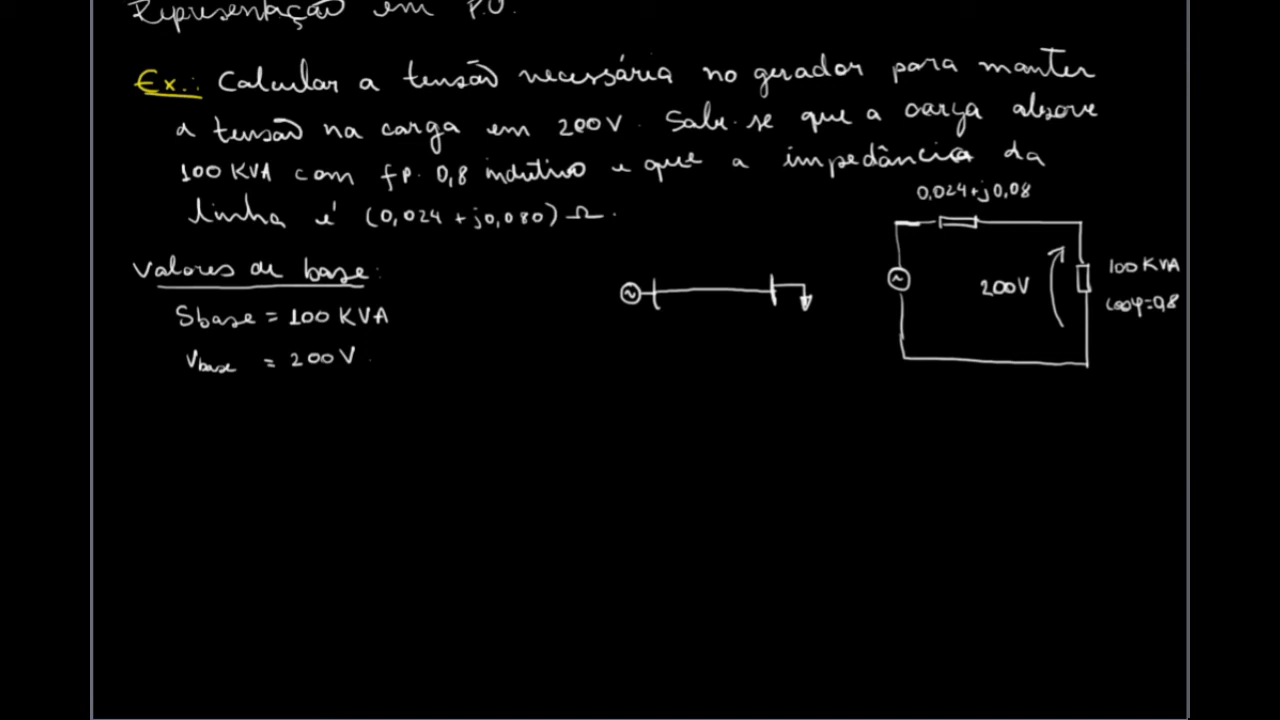 Representação em P.U.
Ex.: Calcular a tensão necessária no gerador para manter
a tensão na carga em 200V. Sabe-se que a carga absorve
100 KVA com fp. 0,8 indutivo e que a impedância da
linha é (0,024 + j0,080) Ω.
0,024+j0,08
Valores de base:
Sbase = 100 KVA
Vbase = 200 V.
200V
100 KVA
cosφ=0,8